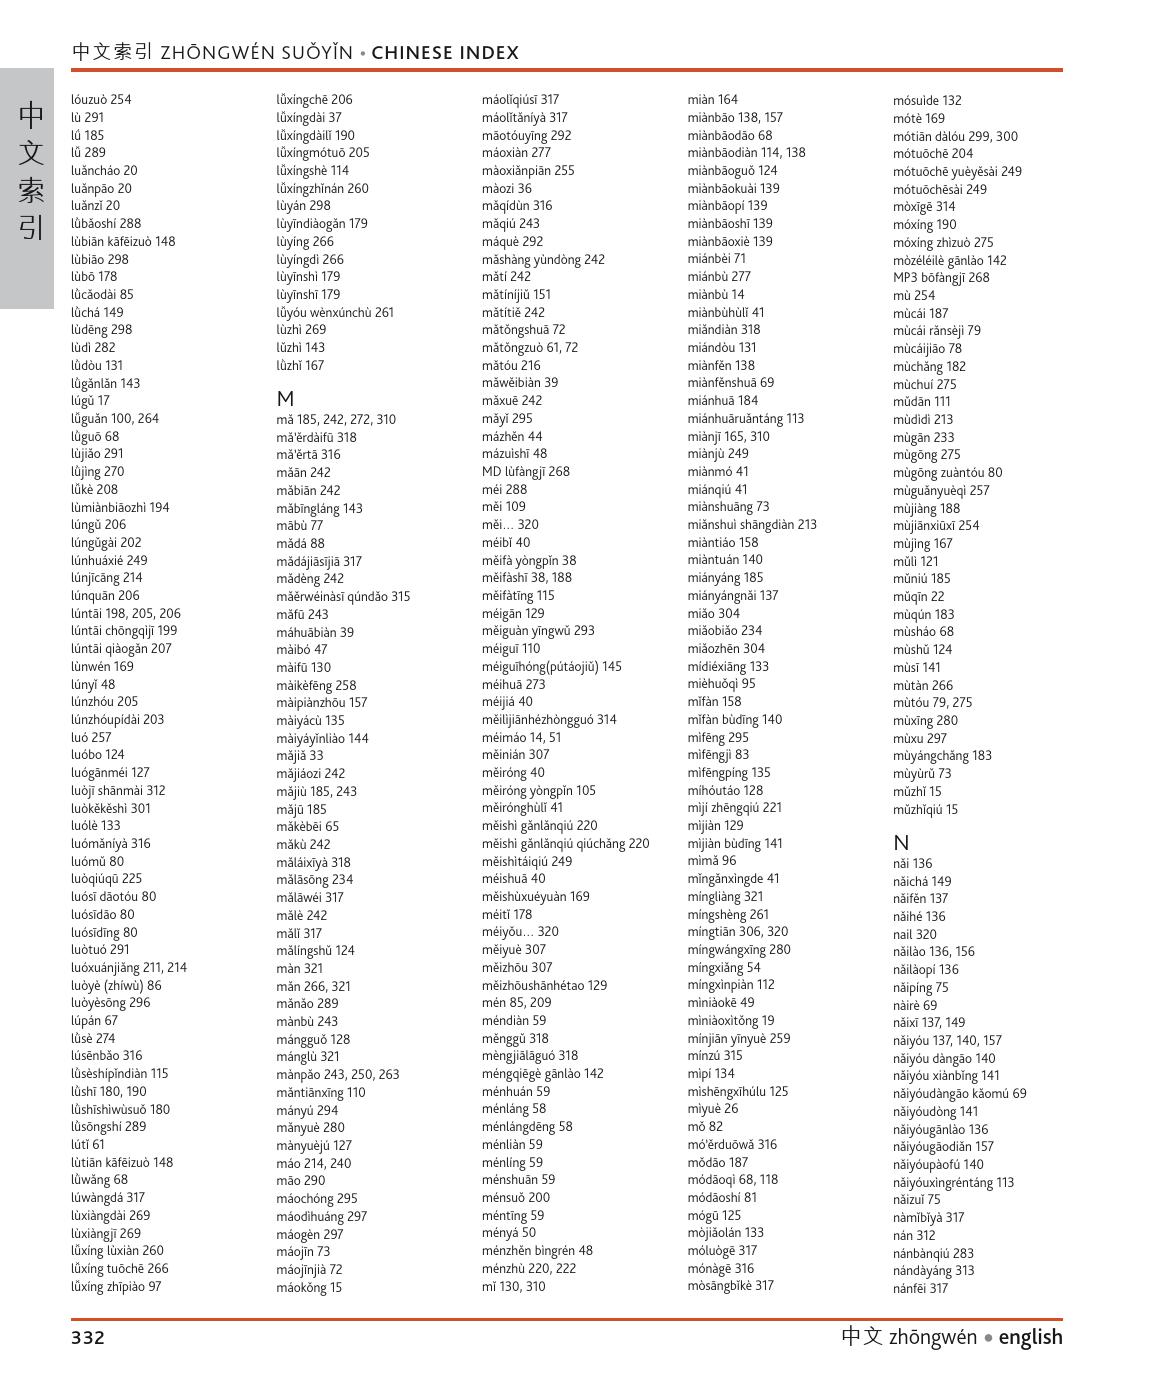 中文索引 ZHŌNGWÉN SUǑYǏN • CHINESE INDEX
中
文
索
引
lóuzuò 254
lù 291
lǘ 185
lǚ 289
luǎncháo 20
luǎnpāo 20
luǎnzǐ 20
lǜbǎoshí 288
lùbiān kāfēizuò 148
lùbiāo 298
lùbō 178
lǜcǎodài 85
lǜchá 149
lùdēng 298
lùdì 282
lǜdòu 131
lǜgǎnlǎn 143
lúgǔ 17
lǚguǎn 100, 264
lǜguō 68
lùjiǎo 291
lǜjìng 270
lǚkè 208
lùmiànbiāozhì 194
lúngǔ 206
lúngǔgài 202
lúnhuáxié 249
lúnjīcāng 214
lúnquān 206
lúntāi 198, 205, 206
lúntāi chōngqìjī 199
lúntāi qiàogǎn 207
lùnwén 169
lúnyǐ 48
lúnzhóu 205
lúnzhóupídài 203
luó 257
luóbo 124
luógānméi 127
luòjī shānmài 312
luòkěkěshì 301
luólè 133
luómǎníyà 316
luómǔ 80
luòqiúqū 225
luósī dāotóu 80
luósīdāo 80
luósīdīng 80
luòtuó 291
luóxuánjiǎng 211, 214
luòyè (zhíwù) 86
luòyèsōng 296
lúpán 67
lǜsè 274
lúsēnbǎo 316
lǜsèshípǐndiàn 115
lǜshī 180, 190
lǜshīshìwùsuǒ 180
lǜsōngshí 289
lútǐ 61
lùtiān kāfēizuò 148
lǜwǎng 68
lúwàngdá 317
lùxiàngdài 269
lùxiàngjī 269
lǚxíng lùxiàn 260
lǚxíng tuōchē 266
lǚxíng zhīpiào 97
lǚxíngchē 206
lǚxíngdài 37
lǚxíngdàilǐ 190
lǚxíngmótuō 205
lǚxíngshè 114
lǚxíngzhǐnán 260
lùyán 298
lùyīndiàogǎn 179
lùyíng 266
lùyíngdì 266
lùyīnshì 179
lùyīnshī 179
lǚyóu wènxúnchù 261
lùzhì 269
lǔzhī 143
lǜzhǐ 167
M
mǎ 185, 242, 272, 310
mǎ'ěrdàifū 318
mǎ'ěrtā 316
mǎān 242
mǎbiān 242
mǎbīngláng 143
mābù 77
mǎdá 88
mǎdájiāsījiā 317
mǎdèng 242
mǎěrwéinàsī qúndǎo 315
mǎfū 243
máhuābiàn 39
màibó 47
màifū 130
màikèfēng 258
màipiànzhōu 157
màiyácù 135
màiyáyǐnliào 144
mǎjiǎ 33
mǎjiáozi 242
mǎjiù 185, 243
mǎjū 185
mǎkèbēi 65
mǎkù 242
mǎláixīyà 318
mǎlāsōng 234
mǎlāwéi 317
mǎlè 242
mǎlǐ 317
mǎlíngshǔ 124
màn 321
mǎn 266, 321
mǎnǎo 289
mànbù 243
mángguǒ 128
mánglù 321
mànpǎo 243, 250, 263
mǎntiānxīng 110
mányú 294
mǎnyuè 280
mànyuèjú 127
máo 214, 240
māo 290
máochóng 295
máodìhuáng 297
máogèn 297
máojīn 73
máojīnjià 72
máokǒng 15
máolǐqiúsī 317
máolǐtǎníyà 317
māotóuyīng 292
máoxiàn 277
màoxiǎnpiān 255
màozi 36
mǎqídùn 316
mǎqiú 243
máquè 292
mǎshàng yùndòng 242
mǎtí 242
mǎtíníjiǔ 151
mǎtítiě 242
mǎtǒngshuā 72
mǎtǒngzuò 61, 72
mǎtóu 216
mǎwěibiàn 39
mǎxuē 242
mǎyǐ 295
mázhěn 44
mázuìshī 48
MD lùfàngjī 268
méi 288
měi 109
měi... 320
méibǐ 40
měifà yòngpǐn 38
měifàshī 38, 188
měifàtīng 115
méigān 129
měiguàn yīngwǔ 293
méiguī 110
méiguīhóng(pútáojiǔ) 145
méihuā 273
méijiá 40
měilìjiānhézhòngguó 314
méimáo 14, 51
měinián 307
měiróng 40
měiróng yòngpǐn 105
měirónghùlǐ 41
měishì gǎnlǎnqiú 220
měishì gǎnlǎnqiú qiúchǎng 220
měishìtáiqiú 249
méishuā 40
měishùxuéyuàn 169
méitǐ 178
méiyǒu... 320
měiyuè 307
měizhōu 307
měizhōushānhétao 129
mén 85, 209
méndiàn 59
měnggǔ 318
mèngjiālāguó 318
méngqiēgè gānlào 142
ménhuán 59
ménláng 58
ménlángdēng 58
ménliàn 59
ménlíng 59
ménshuān 59
ménsuǒ 200
méntīng 59
ményá 50
ménzhěn bìngrén 48
ménzhù 220, 222
mǐ 130, 310
miàn 164
miànbāo 138, 157
miànbāodāo 68
miànbāodiàn 114, 138
miànbāoguǒ 124
miànbāokuài 139
miànbāopí 139
miànbāoshī 139
miànbāoxiè 139
miánbèi 71
miánbù 277
miànbù 14
miànbùhùlǐ 41
miǎndiàn 318
miándòu 131
miànfěn 138
miànfěnshuā 69
miánhuā 184
miánhuāruǎntáng 113
miànjī 165, 310
miànjù 249
miànmó 41
miánqiú 41
miànshuāng 73
miǎnshuì shāngdiàn 213
miàntiáo 158
miàntuán 140
miányáng 185
miányángnǎi 137
miǎo 304
miǎobiǎo 234
miǎozhēn 304
mídiéxiāng 133
mièhuǒqì 95
mǐfàn 158
mǐfàn bùdīng 140
mìfēng 295
mìfēngjì 83
mìfēngpíng 135
míhóutáo 128
mìjí zhēngqiú 221
mìjiàn 129
mìjiàn bùdīng 141
mìmǎ 96
mǐngǎnxìngde 41
míngliàng 321
míngshèng 261
míngtiān 306, 320
míngwángxīng 280
míngxiǎng 54
míngxìnpiàn 112
mìniàokē 49
mìniàoxìtǒng 19
mínjiān yīnyuè 259
mínzú 315
mìpí 134
mìshēngxīhúlu 125
mìyuè 26
mǒ 82
mó'ěrduōwǎ 316
mǒdāo 187
módāoqì 68, 118
módāoshí 81
mógū 125
mòjiǎolán 133
móluògē 317
mónàgē 316
mòsāngbǐkè 317
mósuìde 132
mótè 169
mótiān dàlóu 299, 300
mótuōchē 204
mótuōchē yuèyěsài 249
mótuōchēsài 249
mòxīgē 314
móxíng 190
móxíng zhìzuò 275
mòzéléilè gānlào 142
MP3 bōfàngjī 268
mù 254
mùcái 187
mùcái rǎnsèjì 79
mùcáijiāo 78
mùchǎng 182
mùchuí 275
mǔdān 111
mùdìdì 213
mùgān 233
mùgōng 275
mùgōng zuàntóu 80
mùguǎnyuèqì 257
mùjiàng 188
mùjiānxiūxī 254
mùjìng 167
mǔlì 121
mǔniú 185
mǔqīn 22
mùqún 183
mùsháo 68
mùshǔ 124
mùsī 141
mùtàn 266
mùtóu 79, 275
mùxīng 280
mùxu 297
mùyángchǎng 183
mùyùrǔ 73
mǔzhǐ 15
mǔzhǐqiú 15
N
nǎi 136
nǎichá 149
nǎifěn 137
nǎihé 136
nail 320
nǎilào 136, 156
nǎilàopí 136
nǎipíng 75
nàirè 69
nǎixī 137, 149
nǎiyóu 137, 140, 157
nǎiyóu dàngāo 140
nǎiyóu xiànbǐng 141
nǎiyóudàngāo kǎomú 69
nǎiyóudòng 141
nǎiyóugānlào 136
nǎiyóugāodiǎn 157
nǎiyóupàofú 140
nǎiyóuxìngréntáng 113
nǎizuǐ 75
nàmǐbǐyà 317
nán 312
nánbànqiú 283
nándàyáng 313
nánfēi 317
332
中文 zhōngwén • english